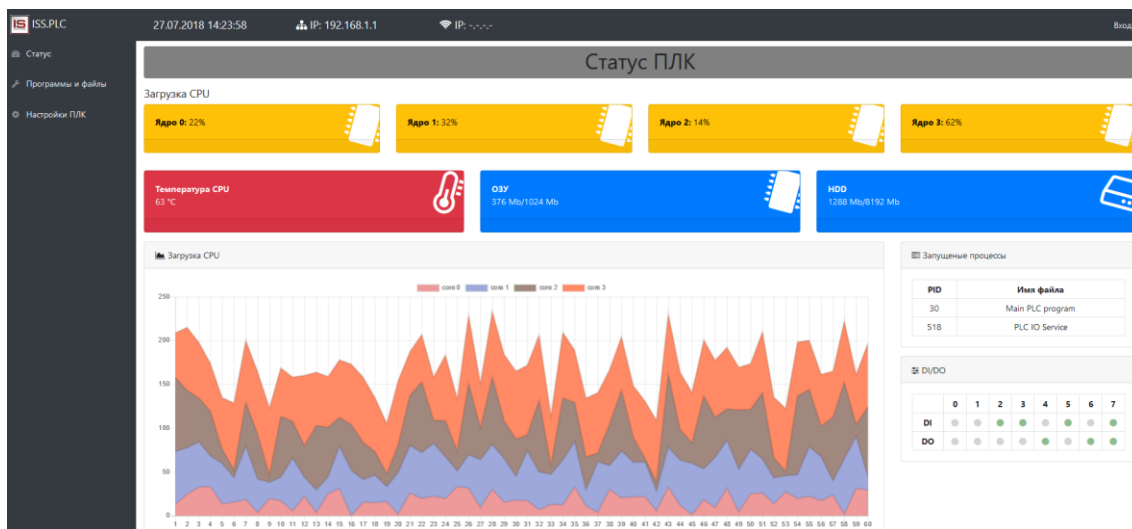 IS ISS.PLC 27.07.2018 14:23:58 IP: 192.168.1.1 IP: -.-.-.- Вход
Статус
Программы и файлы
Настройки ПЛК
Статус ПЛК
Загрузка CPU
Ядро 0: 22% Ядро 1: 32% Ядро 2: 14% Ядро 3: 62%
Температура CPU
63 °C
ОЗУ
376 Mb/1024 Mb
HDD
1288 Mb/8192 Mb
Загрузка CPU
core 0 core 1 core 2 core 3
250
200
150
100
50
0
1 2 3 4 5 6 7 8 9 10 11 12 13 14 15 16 17 18 19 20 21 22 23 24 25 26 27 28 29 30 31 32 33 34 35 36 37 38 39 40 41 42 43 44 45 46 47 48 49 50 51 52 53 54 55 56 57 58 59 60
Запущеные процессы
PID Имя файла
30 Main PLC program
518 PLC IO Service
DI/DO
0 1 2 3 4 5 6 7
DI
DO